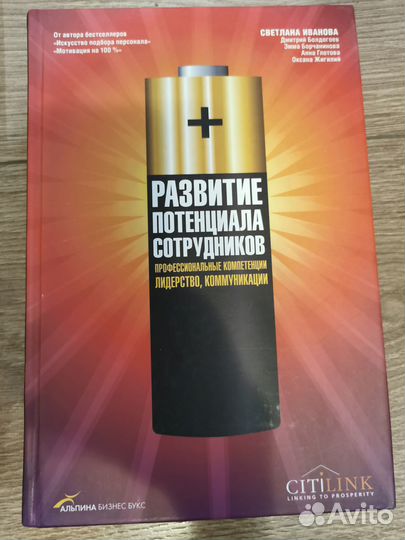 От автора бестселлеров
«Искусство подбора персонала»
«Мотивация на 100 %»
СВЕТЛАНА ИВАНОВА
Дмитрий Болдогоев
Эмма Борчанинова
Анна Глотова
Оксана Жигилий
+
РАЗВИТИЕ
ПОТЕНЦИАЛА
СОТРУДНИКОВ
ПРОФЕССИОНАЛЬНЫЕ КОМПЕТЕНЦИИ
ЛИДЕРСТВО, КОММУНИКАЦИИ
АЛЬПИНА БИЗНЕС БУКС
CITILINK
LINKING TO PROSPERITY
Avito